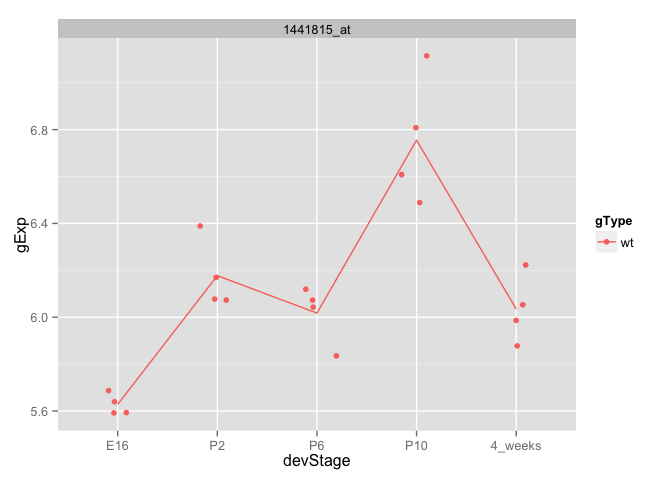 1441815_at
gExp
6.8
6.4
6.0
5.6
E16 P2 P6 P10 4_weeks
devStage
gType
wt